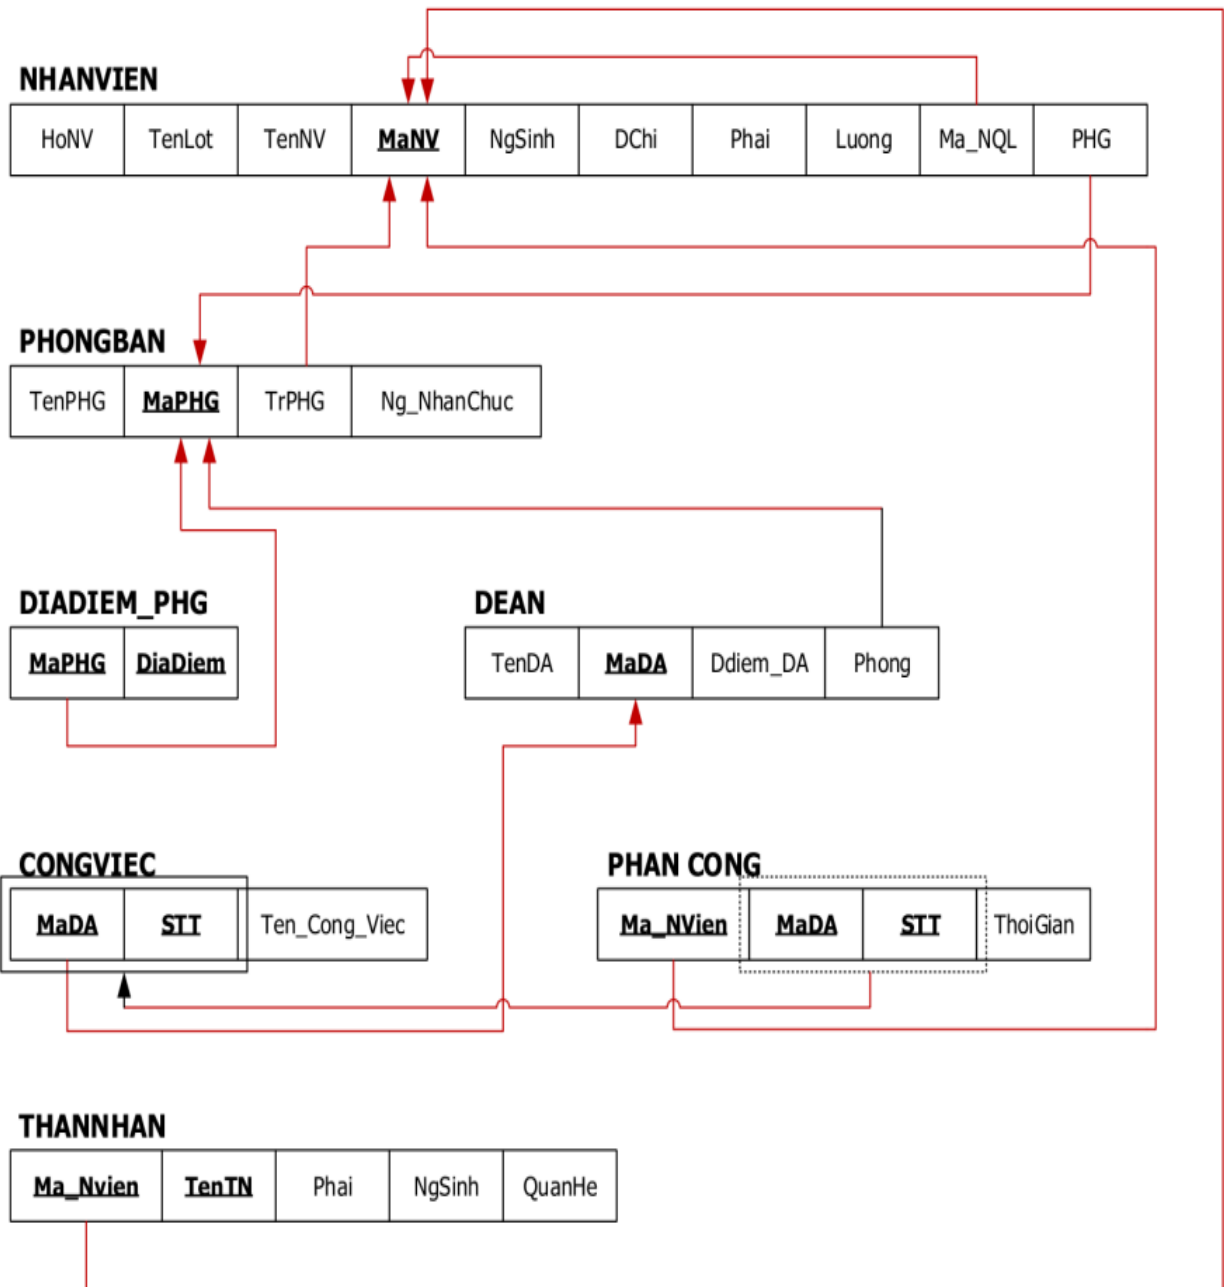 NHANVIEN
HoNV TenLot TenNV MaNV NgSinh DChi Phai Luong Ma_NQL PHG
PHONGBAN
TenPHG MaPHG TrPHG Ng_NhanChuc
DIADIEM_PHG DEAN
MaPHG DiaDiem TenDA MaDA Ddiem_DA Phong
CONGVIEC PHAN CONG
MaDA STT Ten_Cong_Viec Ma_NVien MaDA STT ThoiGian
THANNHAN
Ma_Nvien TenTN Phai NgSinh QuanHe